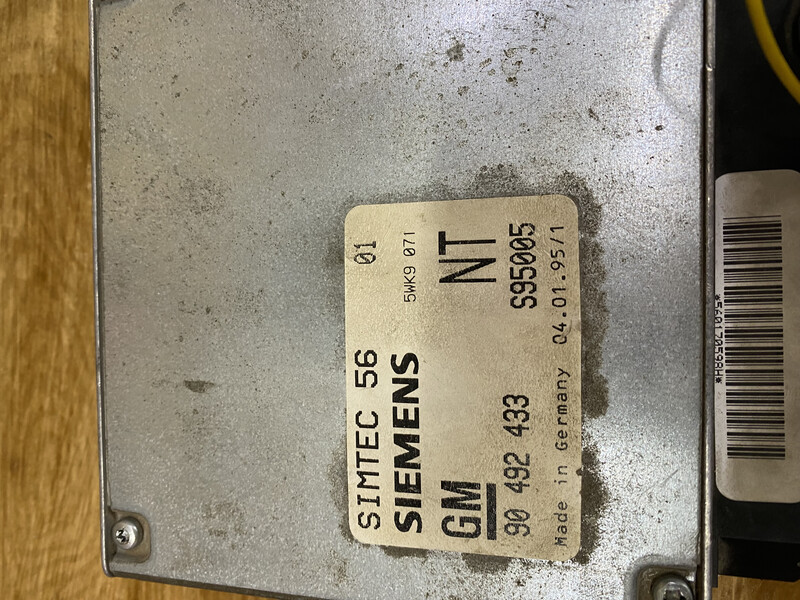 SIMTEC 56 01
SIEMENS 5WK9 071
GM NT
90 492 433 S95005
Made in Germany 04.01.95/1